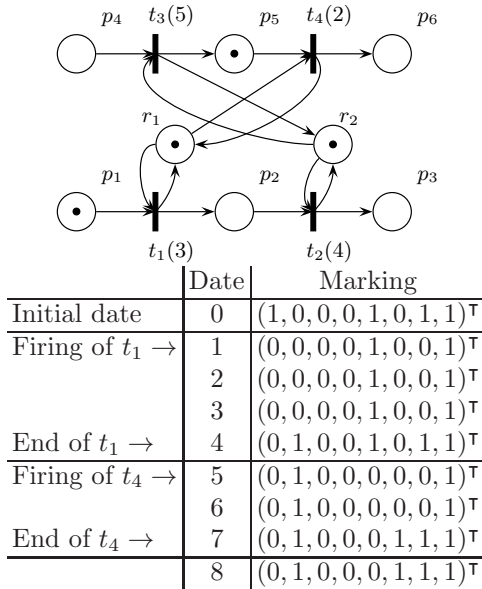 p₄ t₃(5) p₅ t₄(2) p₆
r₁ r₂
p₁ p₂ p₃
t₁(3) t₂(4)
Date Marking
Initial date 0 (1, 0, 0, 0, 1, 0, 1, 1)ᵀ
Firing of t₁ → 1 (0, 0, 0, 0, 1, 0, 0, 1)ᵀ
2 (0, 0, 0, 0, 1, 0, 0, 1)ᵀ
3 (0, 0, 0, 0, 1, 0, 0, 1)ᵀ
End of t₁ → 4 (0, 1, 0, 0, 1, 0, 1, 1)ᵀ
Firing of t₄ → 5 (0, 1, 0, 0, 0, 0, 0, 1)ᵀ
6 (0, 1, 0, 0, 0, 0, 0, 1)ᵀ
End of t₄ → 7 (0, 1, 0, 0, 0, 1, 1, 1)ᵀ
8 (0, 1, 0, 0, 0, 1, 1, 1)ᵀ